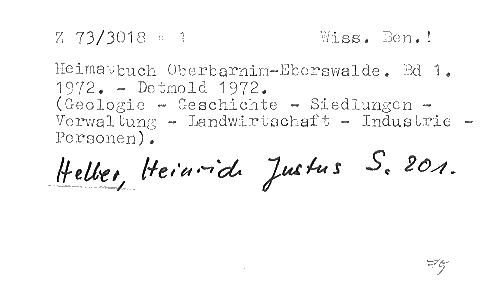 Z 73/3018 - 1 Wiss. Ben.!
Heimatbuch Oberbarnim-Eberswalde. Bd 1.
1972. - Detmold 1972.
(Geologie - Geschichte - Siedlungen -
Verwaltung - Landwirtschaft - Industrie -
Personen).
Helber, Heinrich Justus S. 201.